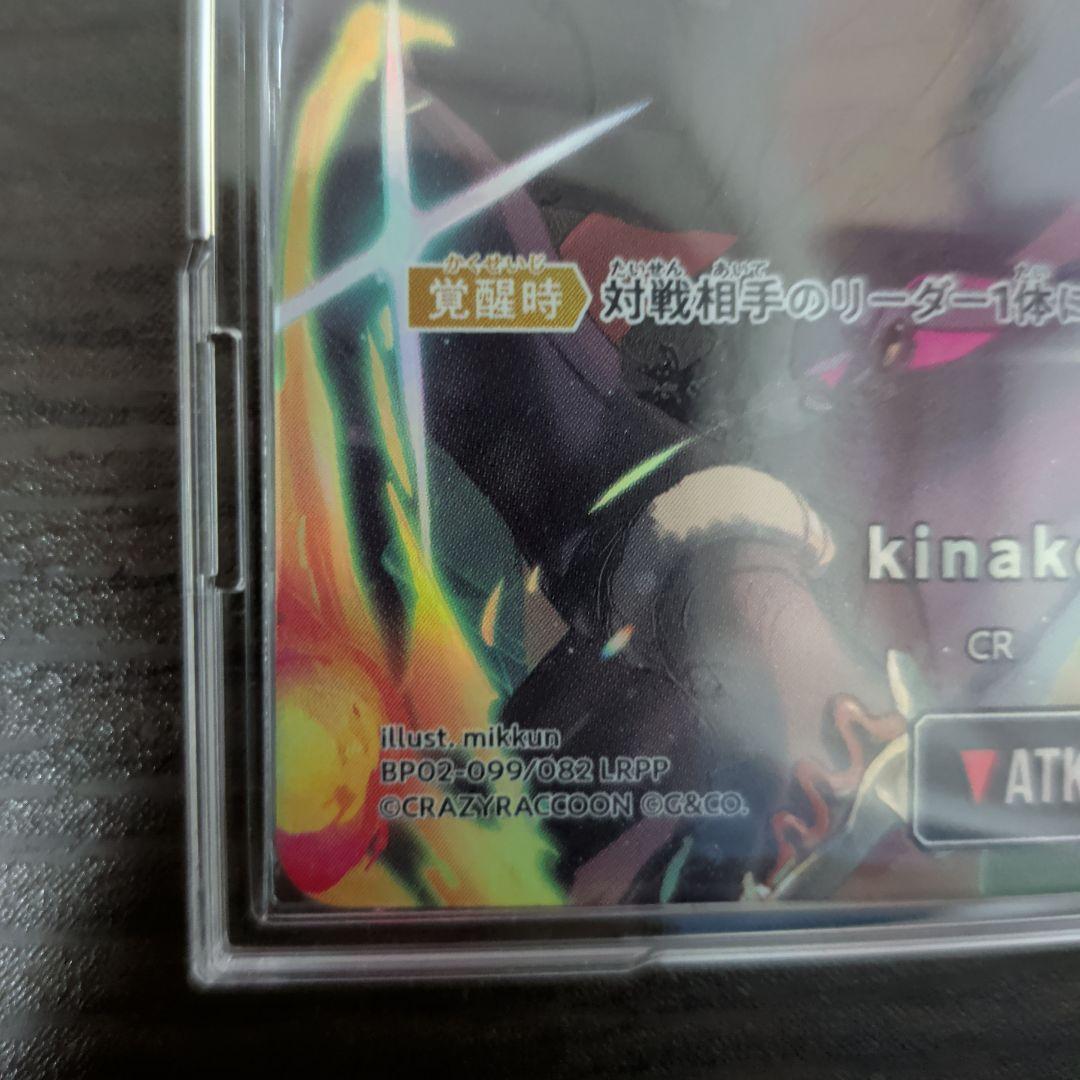 かくせいじ たいせん あいて たい
覚醒時 対戦相手のリーダー1体に
kinako
CR
▼ATK
illust. mikkun
BP02-099/082 LRPP
©CRAZYRACCOON ©G&CO.